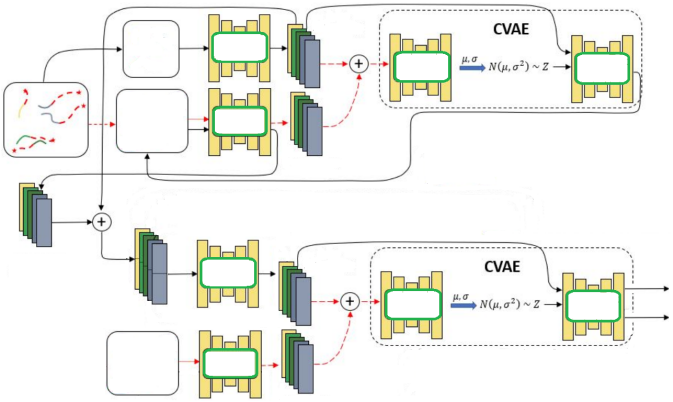 CVAE
μ, σ
N(μ, σ²) ~ Z
+
+
CVAE
μ, σ
N(μ, σ²) ~ Z
+